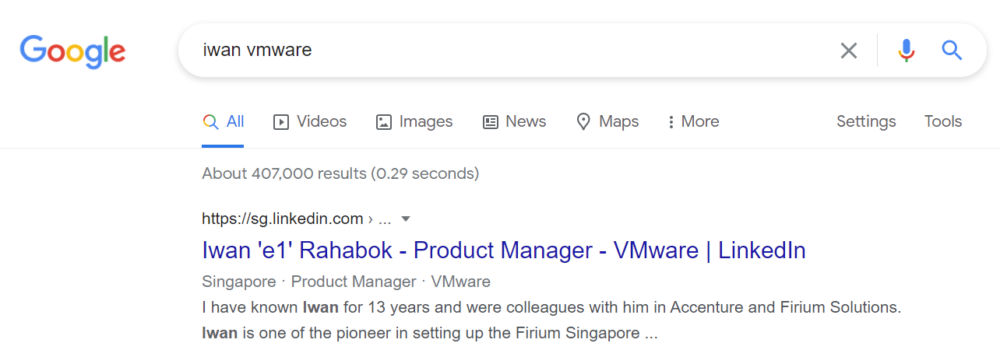 Google
iwan vmware
All Videos Images News Maps More Settings Tools
About 407,000 results (0.29 seconds)
https://sg.linkedin.com › ...
Iwan 'e1' Rahabok - Product Manager - VMware | LinkedIn
Singapore · Product Manager · VMware
I have known Iwan for 13 years and were colleagues with him in Accenture and Firium Solutions.
Iwan is one of the pioneer in setting up the Firium Singapore ...